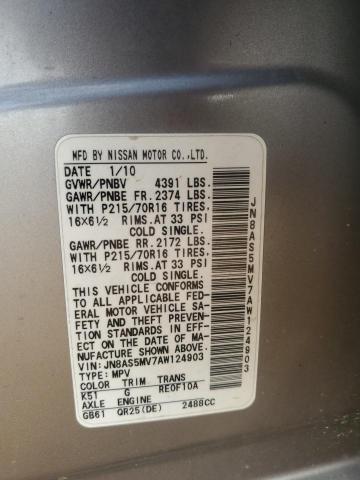 MFD BY NISSAN MOTOR CO.,LTD.
DATE 1/10
GVWR/PNBV 4391 LBS.
GAWR/PNBE FR. 2374 LBS.
WITH P215/70R16 TIRES,
16X6½ RIMS.AT 33 PSI
COLD SINGLE.
GAWR/PNBE RR. 2172 LBS.
WITH P215/70R16 TIRES,
16X6½ RIMS.AT 33 PSI
COLD SINGLE.
THIS VEHICLE CONFORMS
TO ALL APPLICABLE FED-
ERAL MOTOR VEHICLE SA-
FETY AND THEFT PREV-
ENTION STANDARDS IN EFF-
ECT ON THE DATE OF MA-
NUFACTURE SHOWN ABOVE.
VIN:JN8AS5MV7AW124903
TYPE: MPV
COLOR TRIM TRANS
K51 G RE0F10A
AXLE ENGINE
GB61 QR25(DE) 2488CC
JN8AS5MV7AW124903